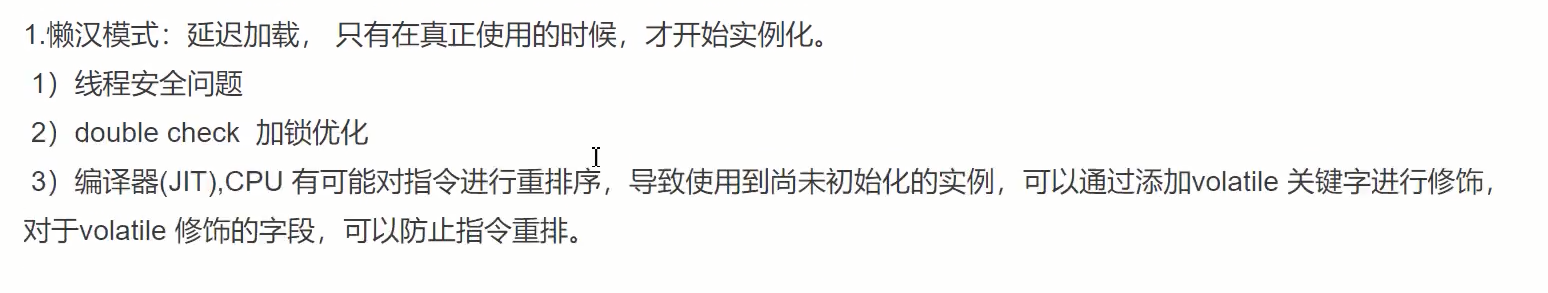 1.懒汉模式：延迟加载， 只有在真正使用的时候，才开始实例化。
1）线程安全问题
2）double check  加锁优化
3）编译器(JIT),CPU 有可能对指令进行重排序，导致使用到尚未初始化的实例，可以通过添加volatile 关键字进行修饰，
对于volatile 修饰的字段，可以防止指令重排。